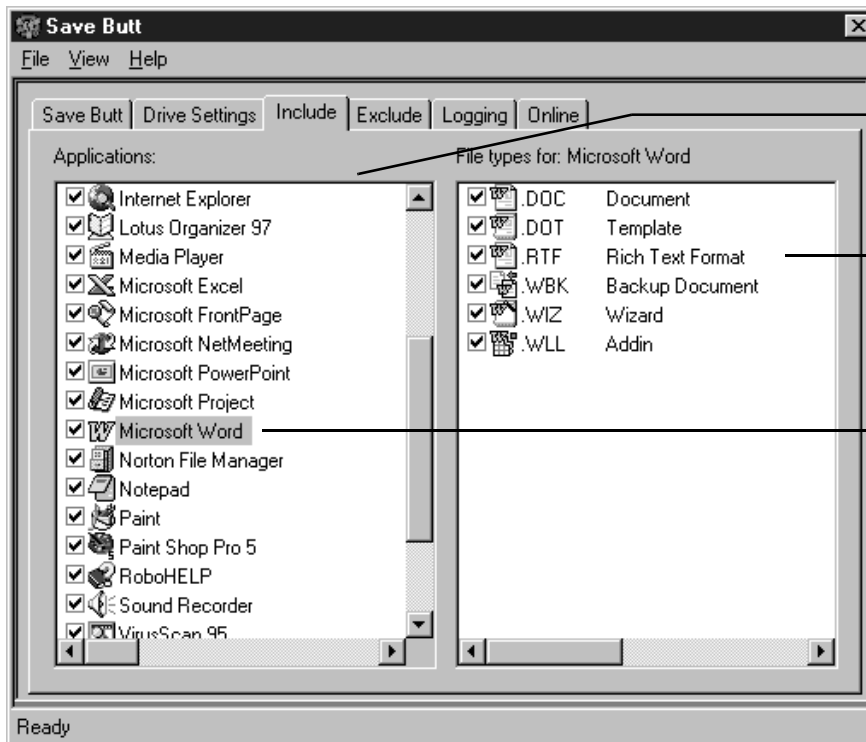 Save Butt
File View Help
Save Butt Drive Settings Include Exclude Logging Online
Applications:
Internet Explorer
Lotus Organizer 97
Media Player
Microsoft Excel
Microsoft FrontPage
Microsoft NetMeeting
Microsoft PowerPoint
Microsoft Project
Microsoft Word
Norton File Manager
Notepad
Paint
Paint Shop Pro 5
RoboHELP
Sound Recorder
VirusScan 95
File types for: Microsoft Word
.DOC Document
.DOT Template
.RTF Rich Text Format
.WBK Backup Document
.WIZ Wizard
.WLL Addin
Ready